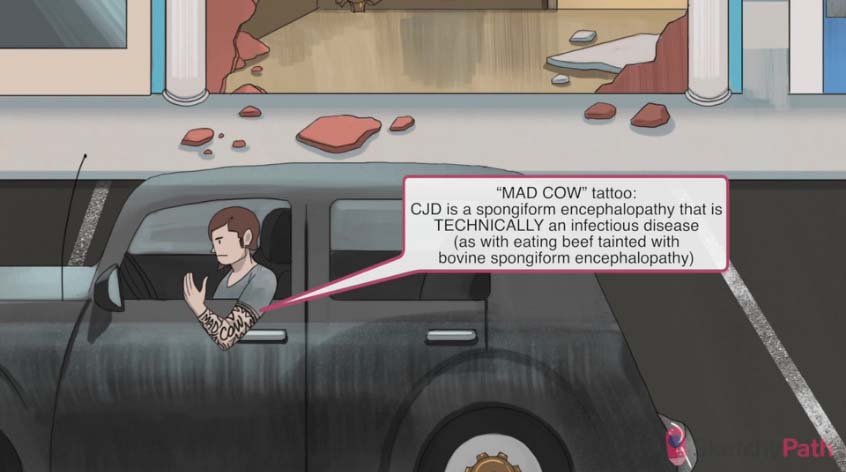 “MAD COW” tattoo:
CJD is a spongiform encephalopathy that is
TECHNICALLY an infectious disease
(as with eating beef tainted with
bovine spongiform encephalopathy)
MAD COW
SketchyPath